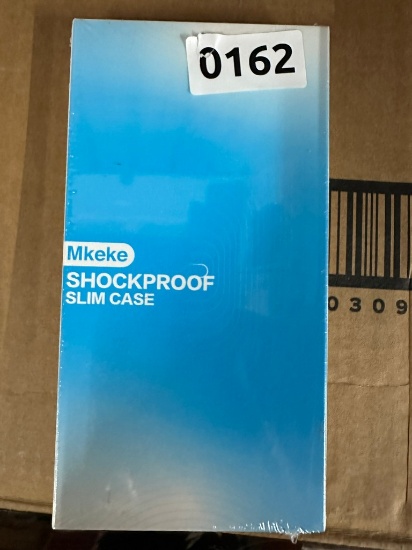 0162
Mkeke
SHOCKPROOF
SLIM CASE
0309